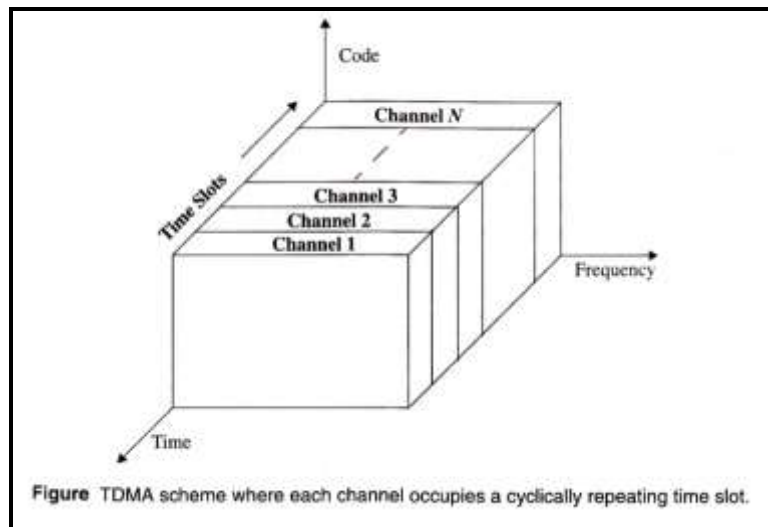 Code
Channel N
Time Slots
Channel 3
Channel 2
Channel 1
Frequency
Time
Figure TDMA scheme where each channel occupies a cyclically repeating time slot.